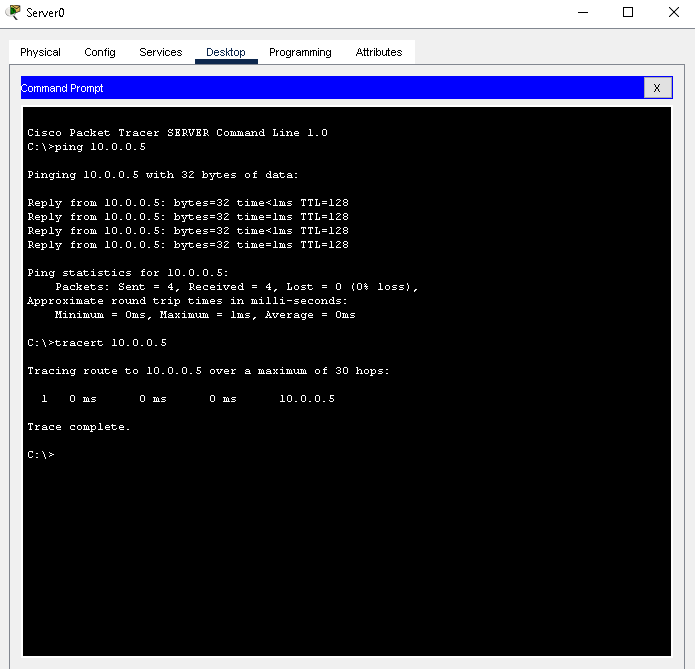 Server0
Physical Config Services Desktop Programming Attributes
Command Prompt X
Cisco Packet Tracer SERVER Command Line 1.0
C:\>ping 10.0.0.5
Pinging 10.0.0.5 with 32 bytes of data:
Reply from 10.0.0.5: bytes=32 time<1ms TTL=128
Reply from 10.0.0.5: bytes=32 time=1ms TTL=128
Reply from 10.0.0.5: bytes=32 time<1ms TTL=128
Reply from 10.0.0.5: bytes=32 time<1ms TTL=128
Ping statistics for 10.0.0.5:
Packets: Sent = 4, Received = 4, Lost = 0 (0% loss),
Approximate round trip times in milli-seconds:
Minimum = 0ms, Maximum = 1ms, Average = 0ms
C:\>tracert 10.0.0.5
Tracing route to 10.0.0.5 over a maximum of 30 hops:
1 0 ms 0 ms 0 ms 10.0.0.5
Trace complete.
C:\>